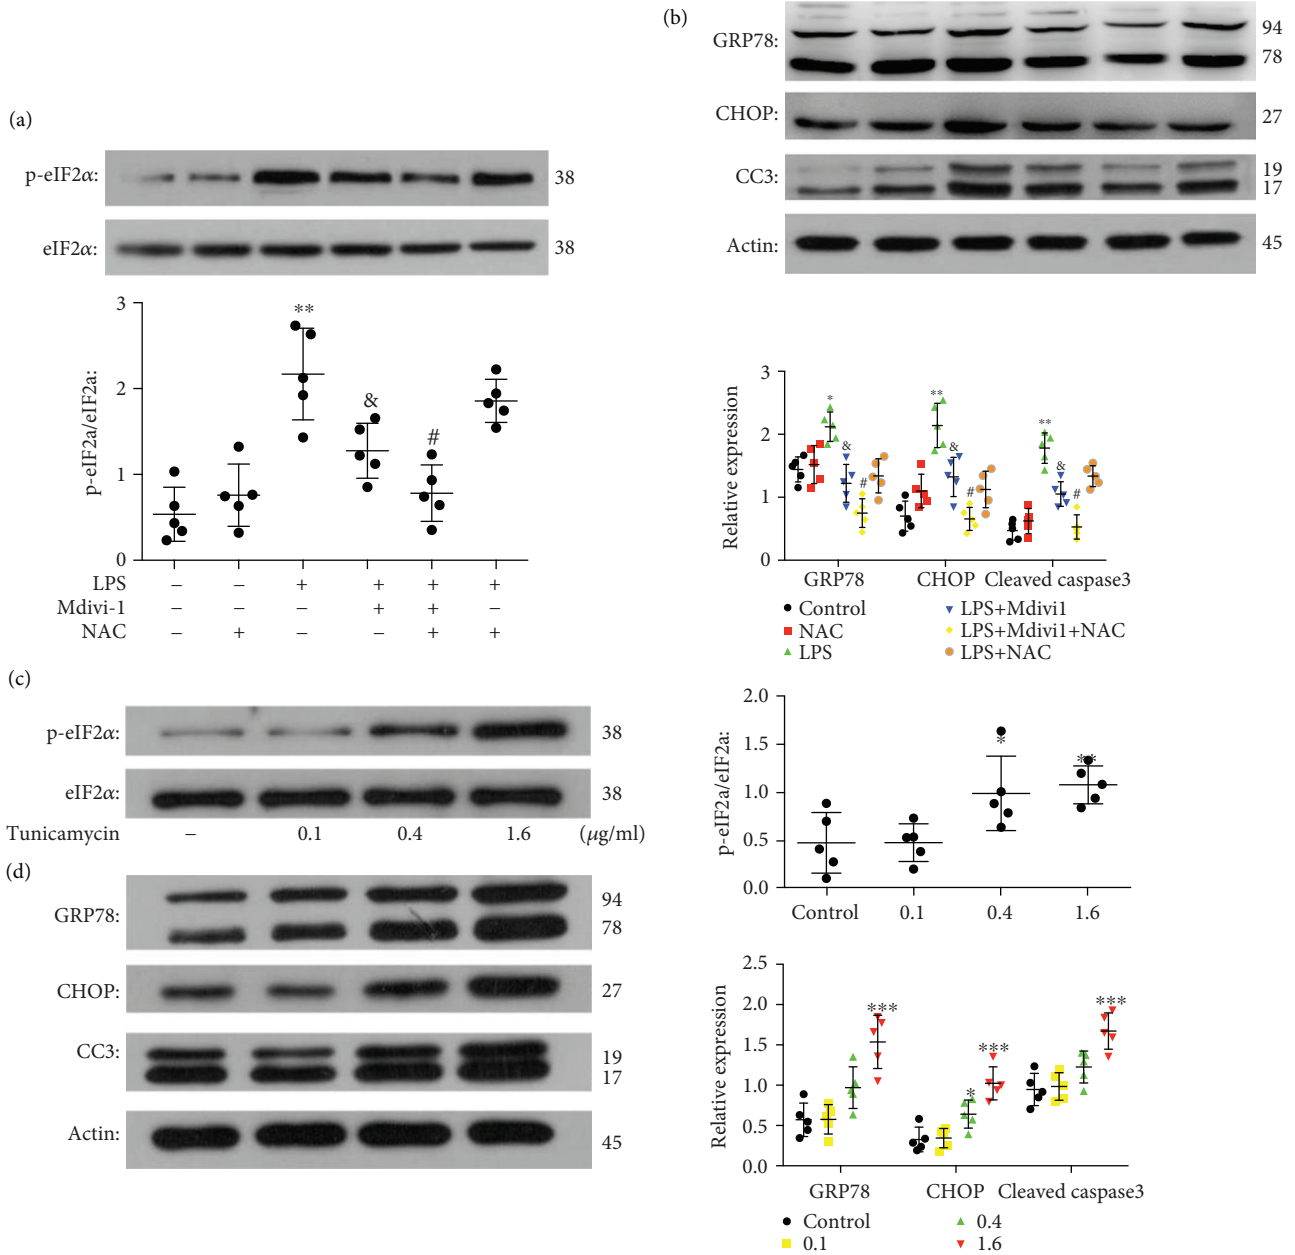 (a)
p-eIF2α: 38
eIF2α: 38
p-eIF2a/eIF2a:
3
2
1
0
**
&
#
LPS − − + + + +
Mdivi-1 − − − + + −
NAC − + − − + +
(b)
GRP78: 94
78
CHOP: 27
CC3: 19
17
Actin: 45
Relative expression
3
2
1
0
* & #
** & #
** & #
GRP78 CHOP Cleaved caspase3
Control
NAC
LPS
LPS+Mdivi1
LPS+Mdivi1+NAC
LPS+NAC
(c)
p-eIF2α: 38
eIF2α: 38
Tunicamycin − 0.1 0.4 1.6 (μg/ml)
p-eIF2a/eIF2a:
2.0
1.5
1.0
0.5
0.0
* **
Control 0.1 0.4 1.6
(d)
GRP78: 94
78
CHOP: 27
CC3: 19
17
Actin: 45
Relative expression
2.5
2.0
1.5
1.0
0.5
0.0
***
* ***
***
GRP78 CHOP Cleaved caspase3
Control
0.1
0.4
1.6